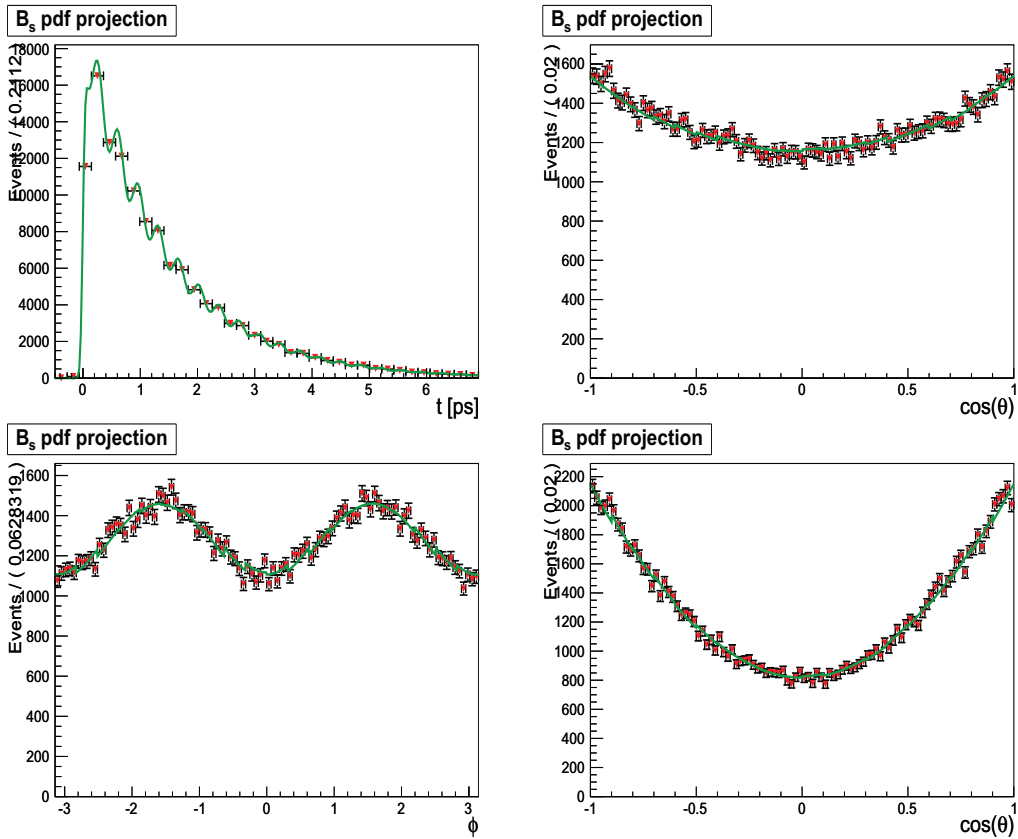 B_s pdf projection
Events / ( 0.2112 )
18000
16000
14000
12000
10000
8000
6000
4000
2000
0
0 1 2 3 4 5 6
t [ps]
B_s pdf projection
Events / ( 0.02 )
1600
1400
1200
1000
800
600
400
200
0
-1 -0.5 0 0.5 1
cos(θ)
B_s pdf projection
Events / ( 0.0628319 )
1600
1400
1200
1000
800
600
400
200
0
-3 -2 -1 0 1 2 3
ϕ
B_s pdf projection
Events / ( 0.02 )
2200
2000
1800
1600
1400
1200
1000
800
600
400
200
0
-1 -0.5 0 0.5 1
cos(θ)